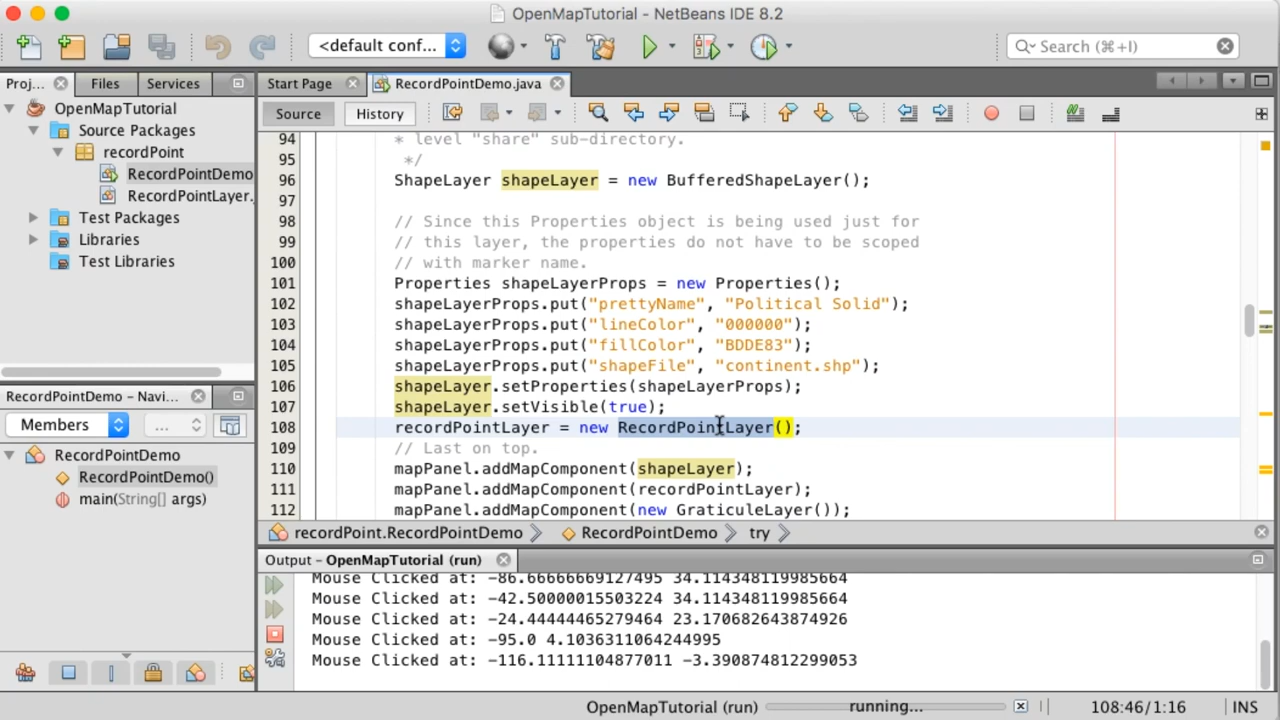 OpenMapTutorial - NetBeans IDE 8.2
<default conf...
Search (⌘+I)
Proj...
Files
Services
Start Page
RecordPointDemo.java
Source
History
OpenMapTutorial
Source Packages
recordPoint
RecordPointDemo
RecordPointLayer.
Test Packages
Libraries
Test Libraries
94 * level "share" sub-directory.
95 */
96 ShapeLayer shapeLayer = new BufferedShapeLayer();
97
98 // Since this Properties object is being used just for
99 // this layer, the properties do not have to be scoped
100 // with marker name.
101 Properties shapeLayerProps = new Properties();
102 shapeLayerProps.put("prettyName", "Political Solid");
103 shapeLayerProps.put("lineColor", "000000");
104 shapeLayerProps.put("fillColor", "BDDE83");
105 shapeLayerProps.put("shapeFile", "continent.shp");
106 shapeLayer.setProperties(shapeLayerProps);
107 shapeLayer.setVisible(true);
108 recordPointLayer = new RecordPointLayer();
109 // Last on top.
110 mapPanel.addMapComponent(shapeLayer);
111 mapPanel.addMapComponent(recordPointLayer);
112 mapPanel.addMapComponent(new GraticuleLayer());
RecordPointDemo - Navi...
Members
...
RecordPointDemo
RecordPointDemo()
main(String[] args)
recordPoint.RecordPointDemo
RecordPointDemo
try
Output - OpenMapTutorial (run)
Mouse Clicked at: -86.66666669127495 34.114348119985664
Mouse Clicked at: -42.50000015503224 34.114348119985664
Mouse Clicked at: -24.44444465279464 23.170682643874926
Mouse Clicked at: -95.0 4.1036311064244995
Mouse Clicked at: -116.11111104877011 -3.390874812299053
OpenMapTutorial (run)
running...
108:46/1:16
INS